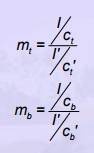 m_t = (I/c_t) / (I'/c_t')
m_b = (I/c_b) / (I'/c_b')